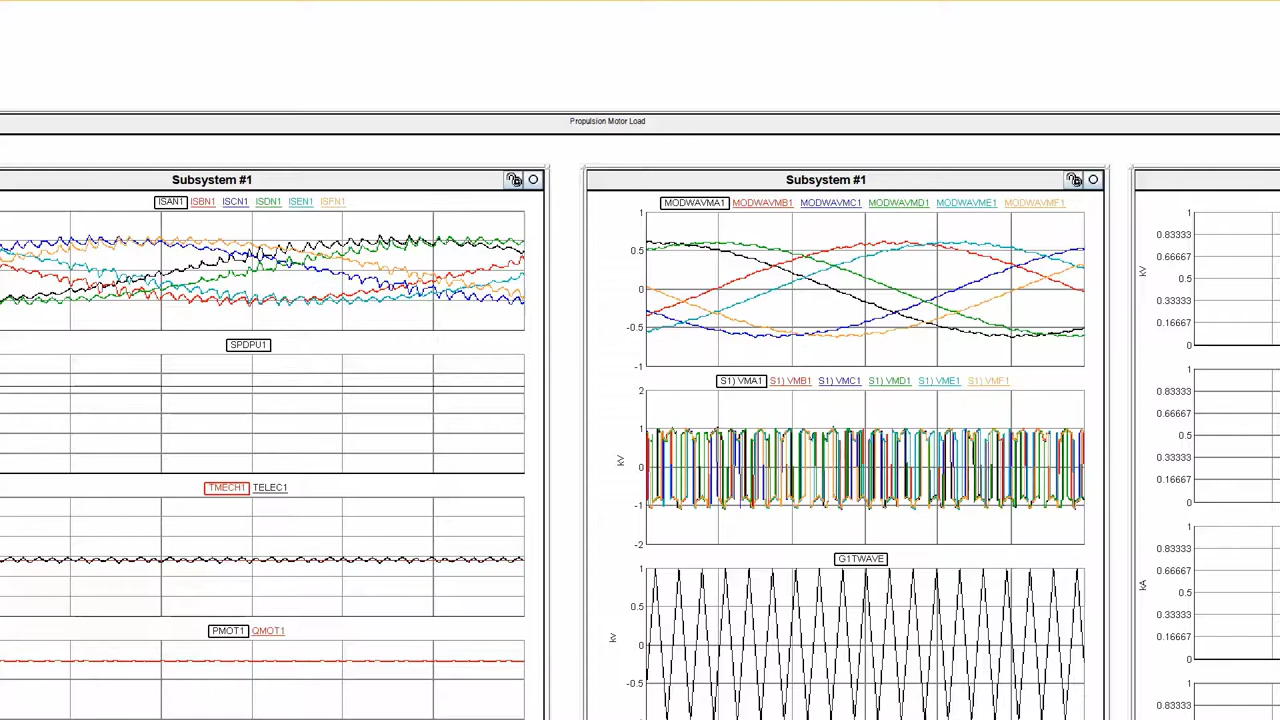 Propulsion Motor Load
Subsystem #1
ISAN1 ISBN1 ISCN1 ISDN1 ISEN1 ISFN1
SPDPU1
TMECH1 TELEC1
PMOT1 QMOT1
Subsystem #1
MODWAVMA1 MODWAVMB1 MODWAVMC1 MODWAVMD1 MODWAVME1 MODWAVMF1
1
0.5
0
-0.5
-1
S1) VMA1 S1) VMB1 S1) VMC1 S1) VMD1 S1) VME1 S1) VMF1
kV
2
1
0
-1
-2
G1TWAVE
kV
1
0.5
0
-0.5
kV
1
0.83333
0.66667
0.5
0.33333
0.16667
0
1
0.83333
0.66667
0.5
0.33333
0.16667
0
kA
1
0.83333
0.66667
0.5
0.33333
0.16667
0
1
0.83333